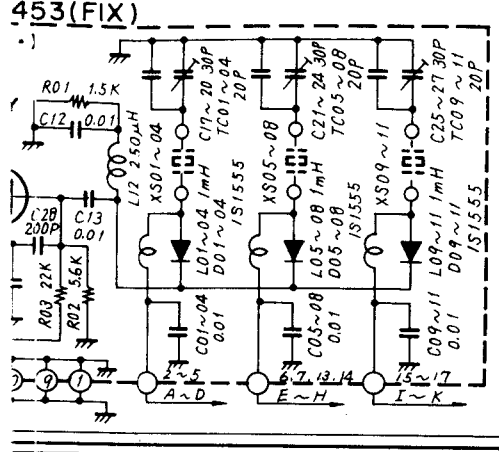 453(FIX)
R01 1.5K
C12 0.01
L12 250μH
C13
0.01
C28
200P
R03 22K
R02 5.6K
XS01~04
C17~20 30P
TC01~04
20P
L01~04 1mH
D01~04
1S1555
C01~04
0.01
XS05~08
C21~24 30P
TC05~08
20P
L05~08 1mH
D05~08
1S1555
C05~08
0.01
XS09~11
C25~27 30P
TC09~11
20P
L09~11 1mH
D09~11
1S1555
C09~11
0.01
9
1
2~5
A~D
6,7,13,14
E~H
15~17
I~K